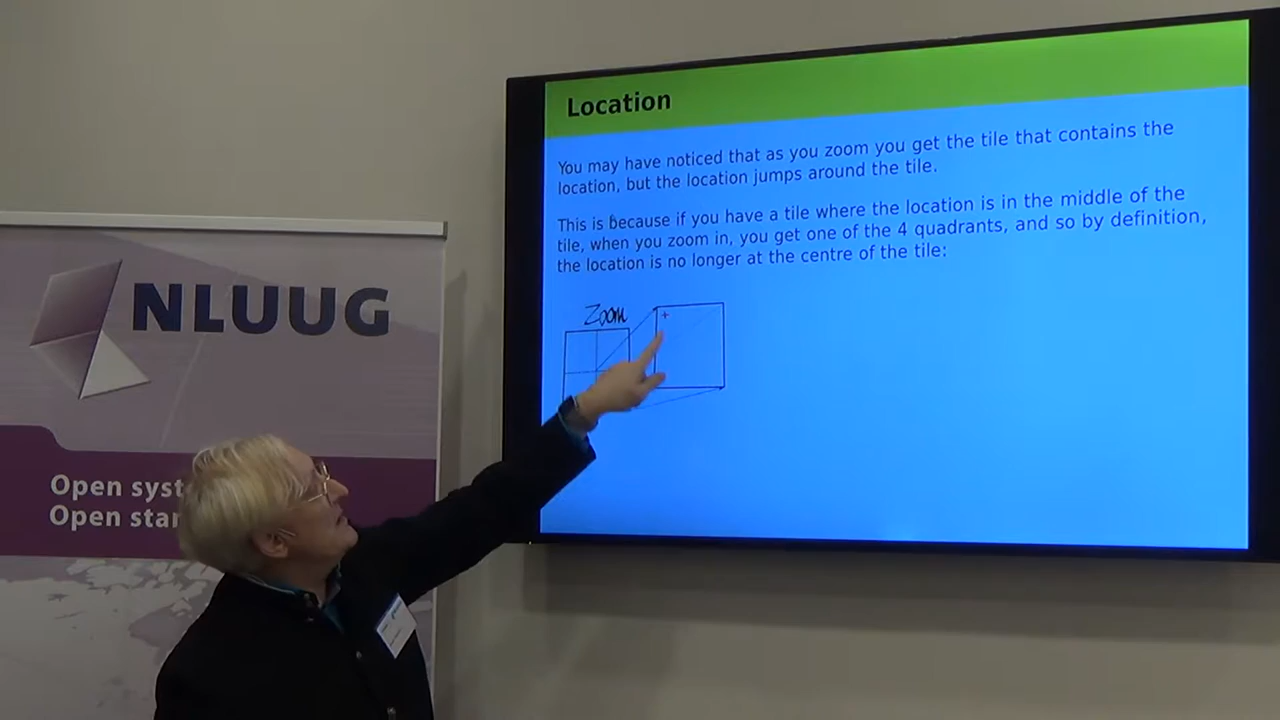 Location
You may have noticed that as you zoom you get the tile that contains the
location, but the location jumps around the tile.
This is because if you have a tile where the location is in the middle of the
tile, when you zoom in, you get one of the 4 quadrants, and so by definition,
the location is no longer at the centre of the tile:
Zoom
NLUUG
Open syst
Open star